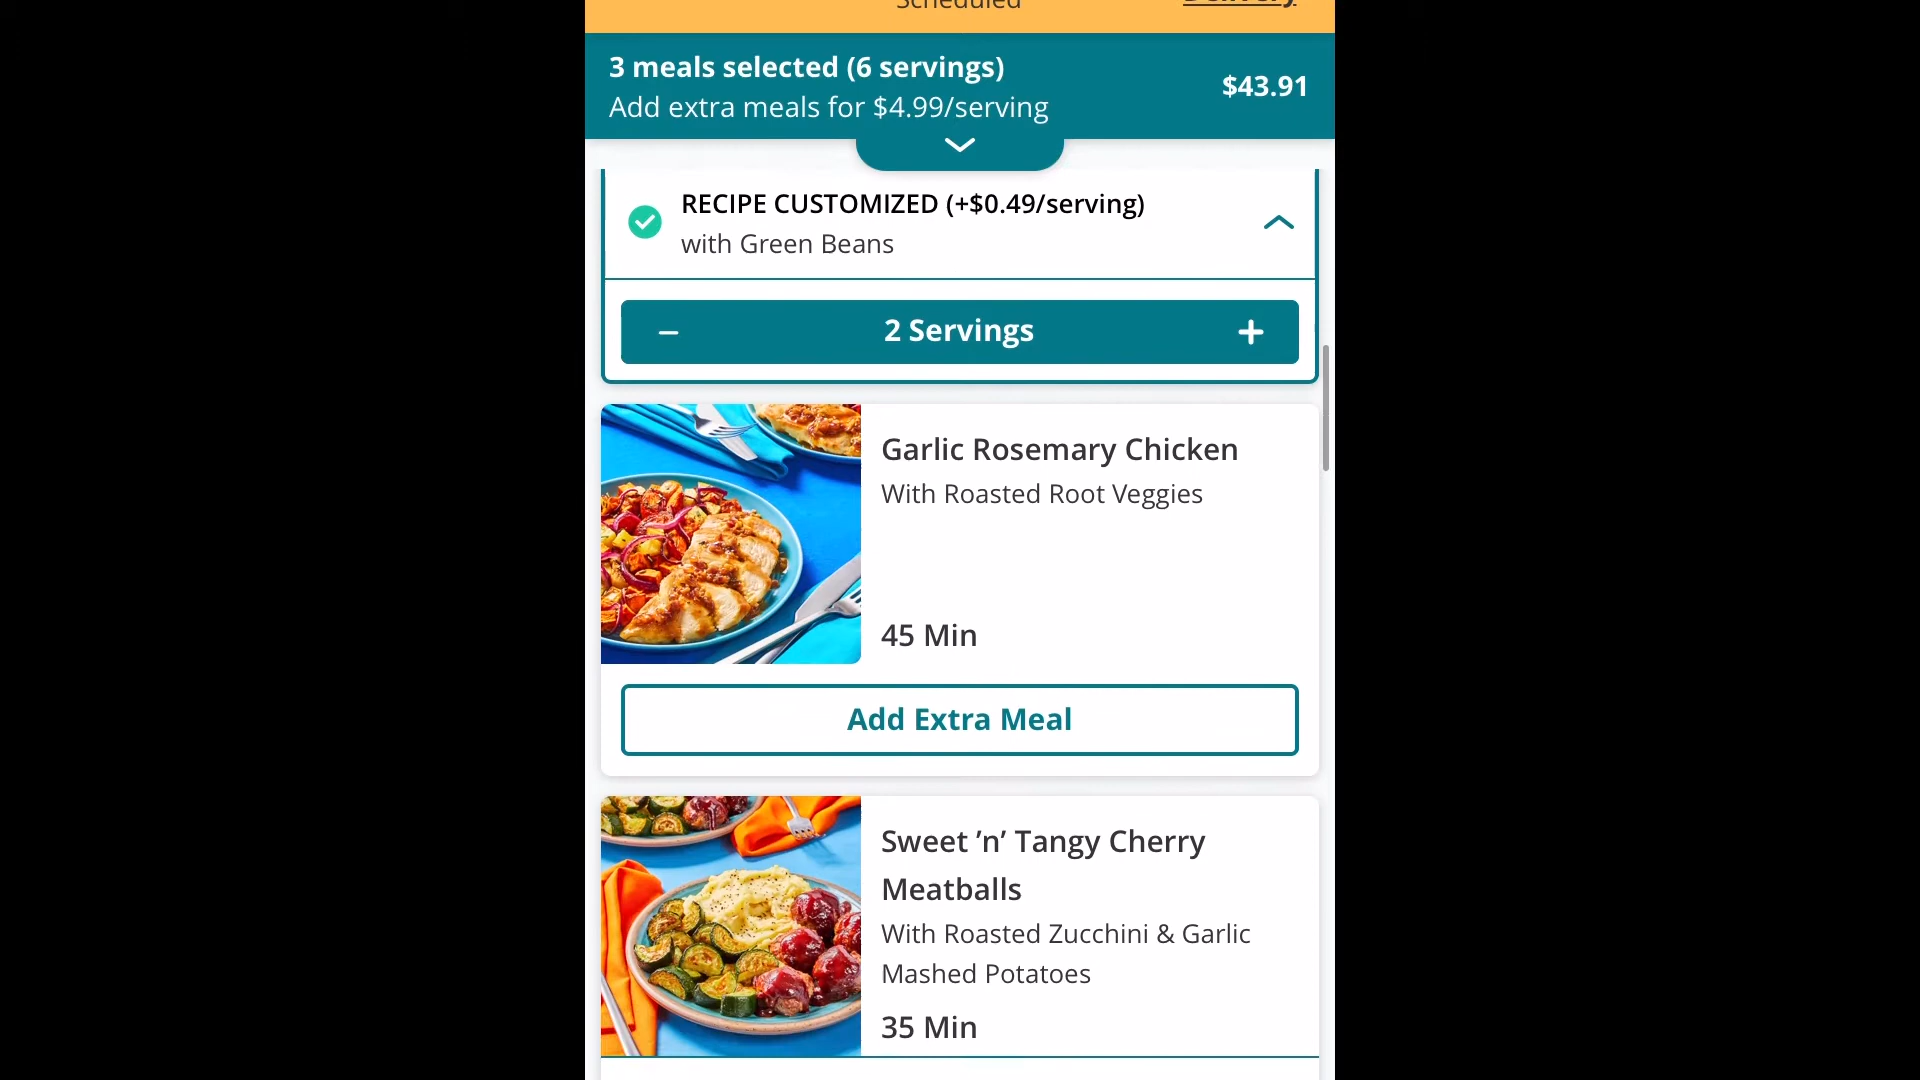 Scheduled
Delivery
3 meals selected (6 servings)
Add extra meals for $4.99/serving
$43.91
RECIPE CUSTOMIZED (+$0.49/serving)
with Green Beans
2 Servings
Garlic Rosemary Chicken
With Roasted Root Veggies
45 Min
Add Extra Meal
Sweet ’n’ Tangy Cherry
Meatballs
With Roasted Zucchini & Garlic
Mashed Potatoes
35 Min